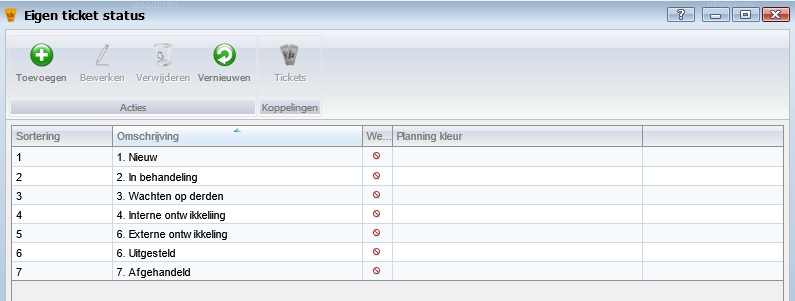 Eigen ticket status
?
Toevoegen Bewerken Verwijderen Vernieuwen Tickets
Acties Koppelingen
Sortering Omschrijving We... Planning kleur
1 1. Nieuw
2 2. In behandeling
3 3. Wachten op derden
4 4. Interne ontwikkeliing
5 6. Externe ontwikkeling
6 6. Uitgesteld
7 7. Afgehandeld